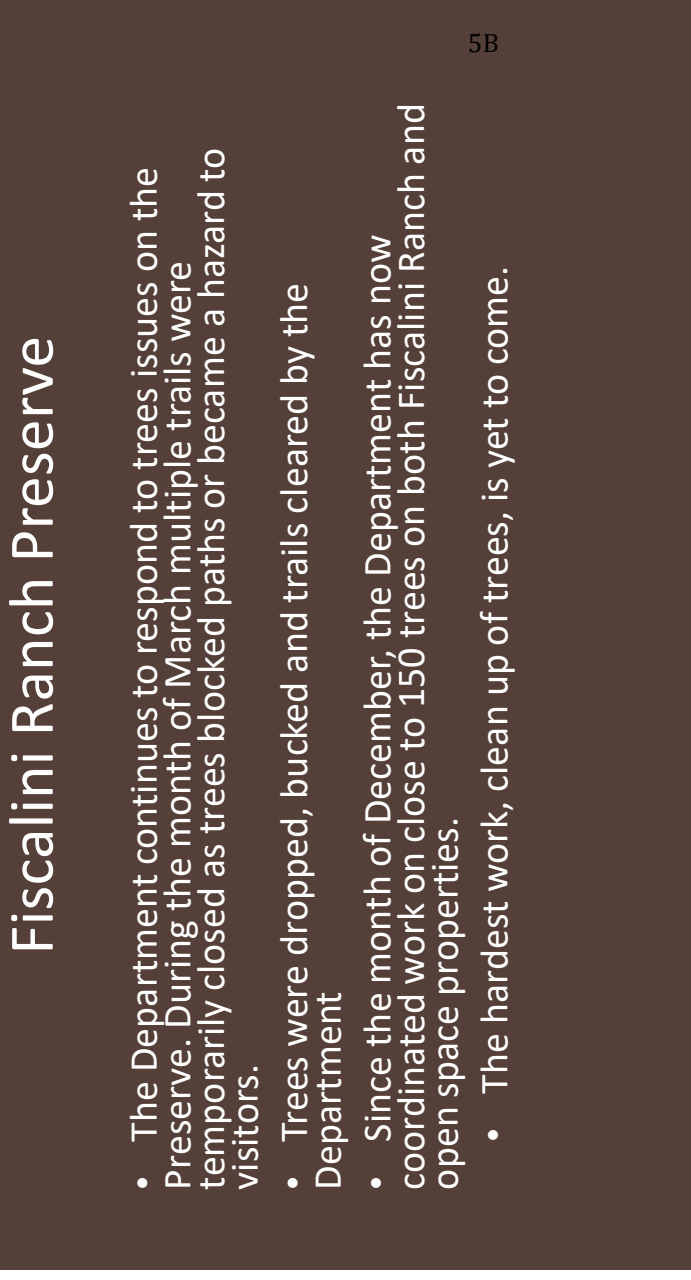 5B
Fiscalini Ranch Preserve
• The Department continues to respond to trees issues on the
Preserve. During the month of March multiple trails were
temporarily closed as trees blocked paths or became a hazard to
visitors.
• Trees were dropped, bucked and trails cleared by the
Department
• Since the month of December, the Department has now
coordinated work on close to 150 trees on both Fiscalini Ranch and
open space properties.
• The hardest work, clean up of trees, is yet to come.